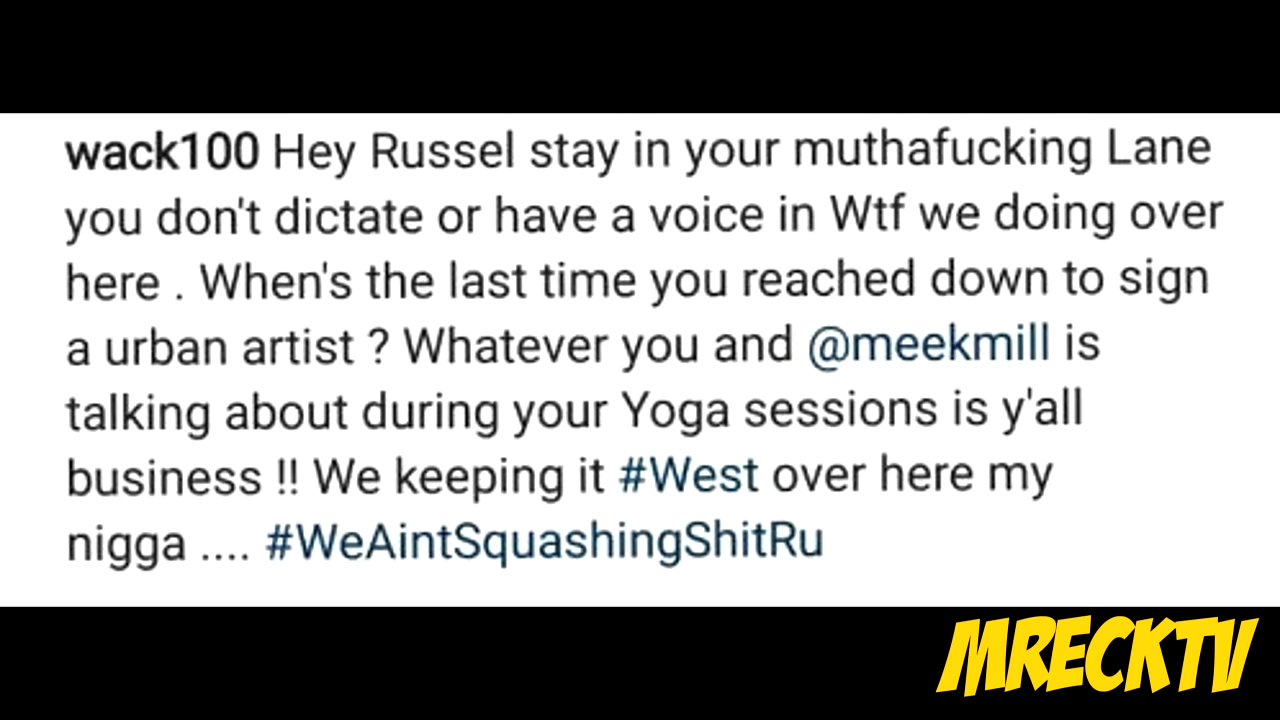 wack100 Hey Russel stay in your muthafucking Lane
you don't dictate or have a voice in Wtf we doing over
here . When's the last time you reached down to sign
a urban artist ? Whatever you and @meekmill is
talking about during your Yoga sessions is y'all
business !! We keeping it #West over here my
nigga .... #WeAintSquashingShitRu
MRECKTV